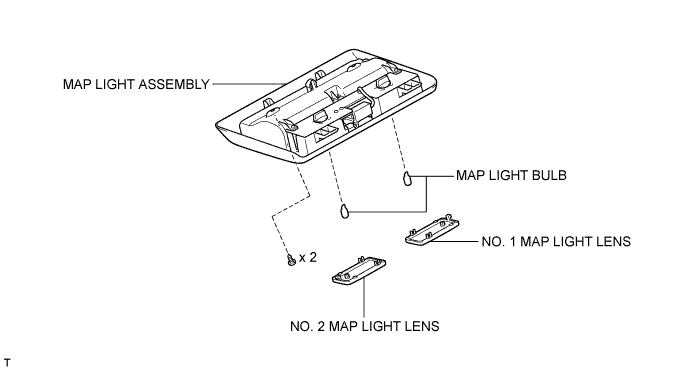 MAP LIGHT ASSEMBLY
MAP LIGHT BULB
NO. 1 MAP LIGHT LENS
x 2
NO. 2 MAP LIGHT LENS
T